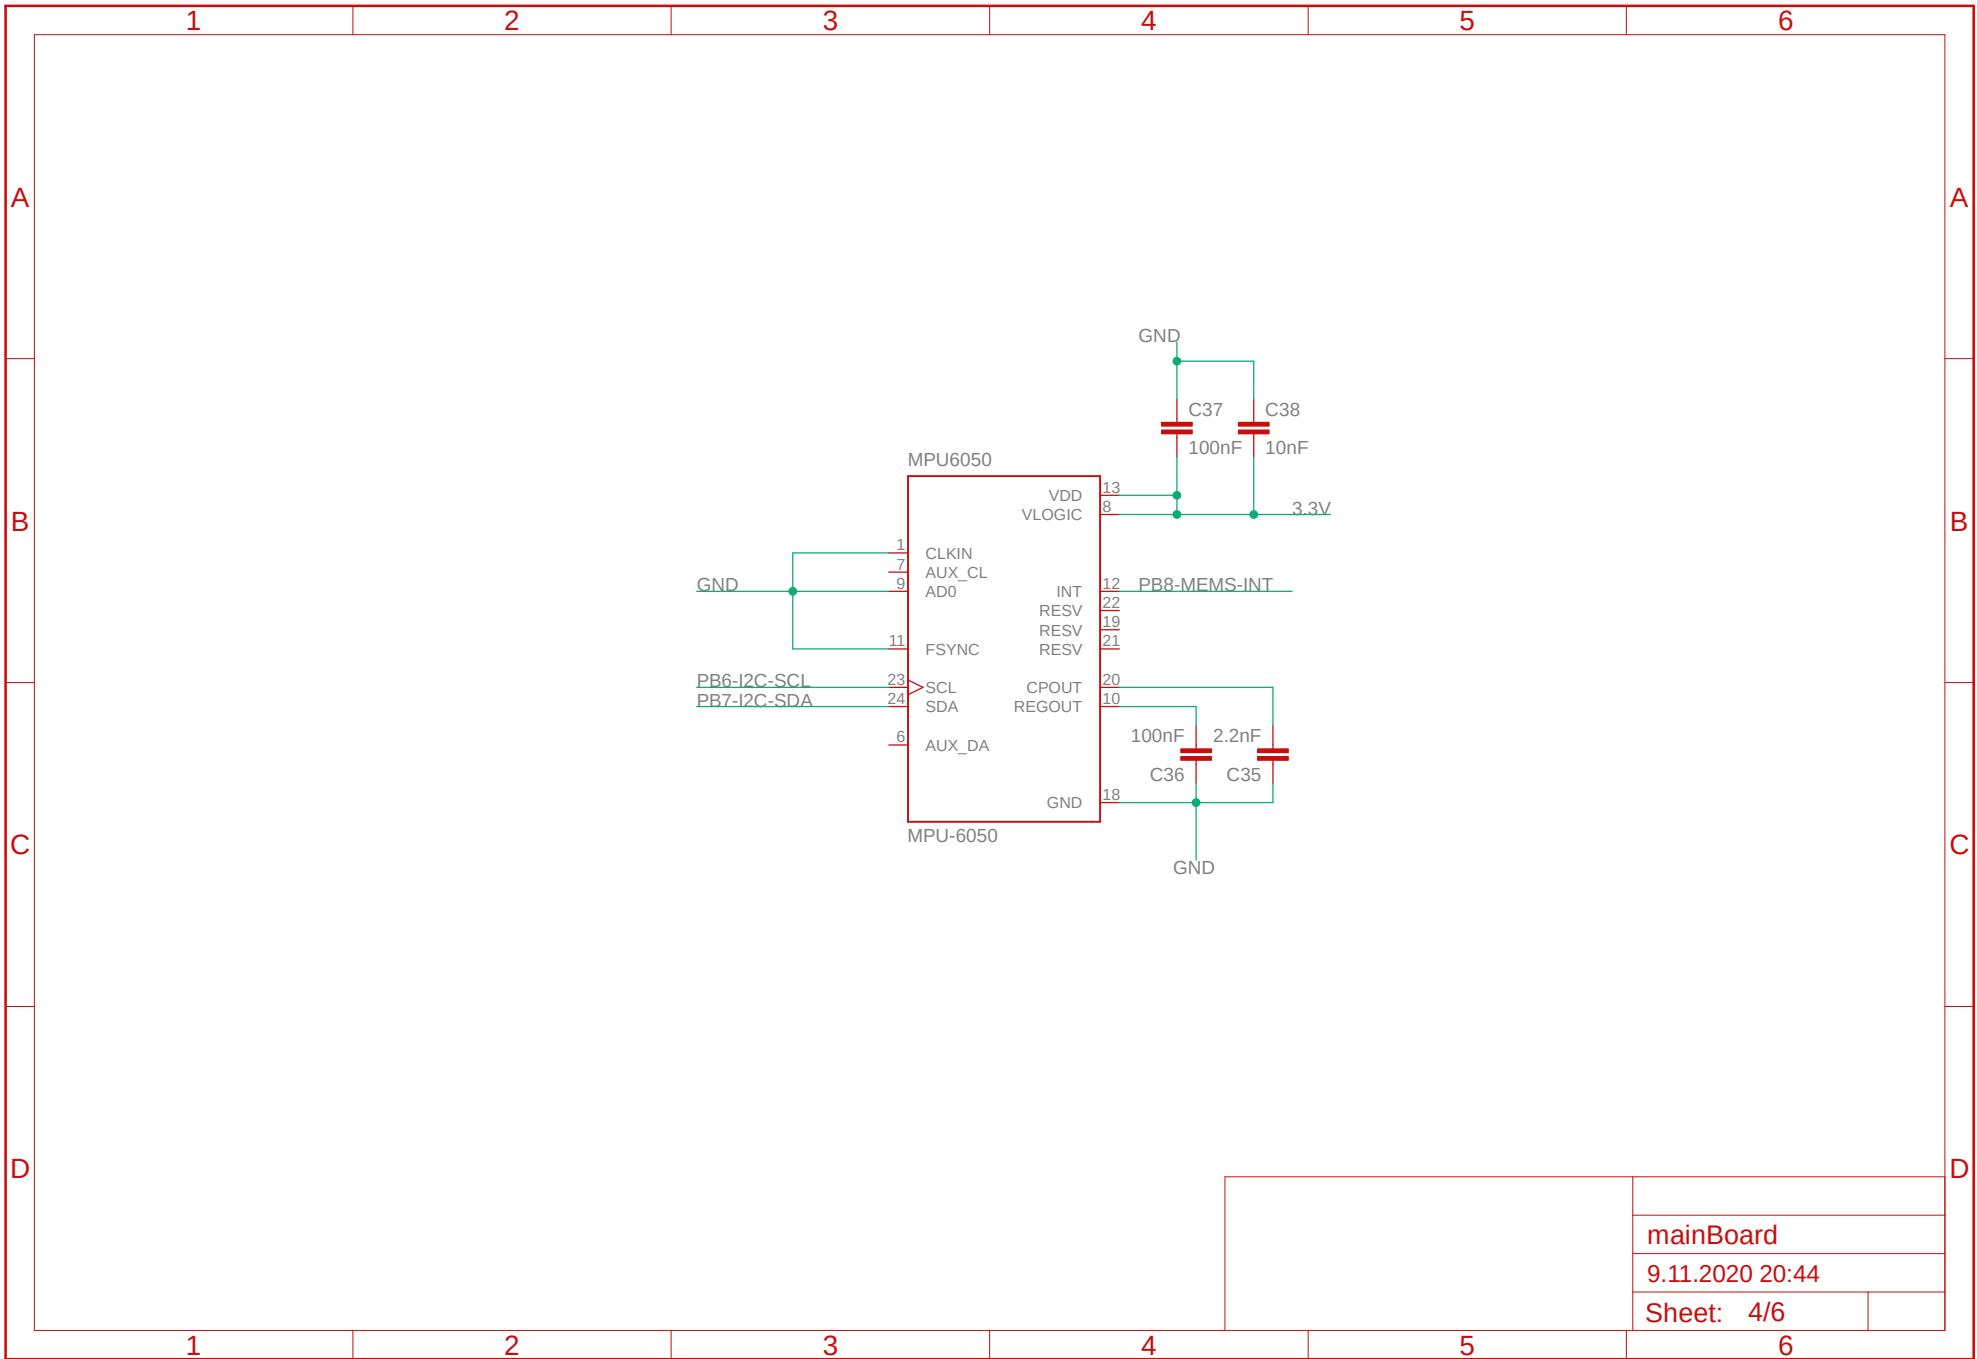 1 2 3 4 5 6
A A
GND
C37 C38
100nF 10nF
MPU6050
VDD 13
VLOGIC 8
3.3V
B B
1 CLKIN
7 AUX_CL
GND 9 AD0
INT 12 PB8-MEMS-INT
RESV 22
RESV 19
11 FSYNC RESV 21
PB6-I2C-SCL 23 SCL CPOUT 20
PB7-I2C-SDA 24 SDA REGOUT 10
6 AUX_DA
100nF 2.2nF
C36 C35
GND 18
MPU-6050
C C
GND
D D
mainBoard
9.11.2020 20:44
Sheet: 4/6
1 2 3 4 5 6